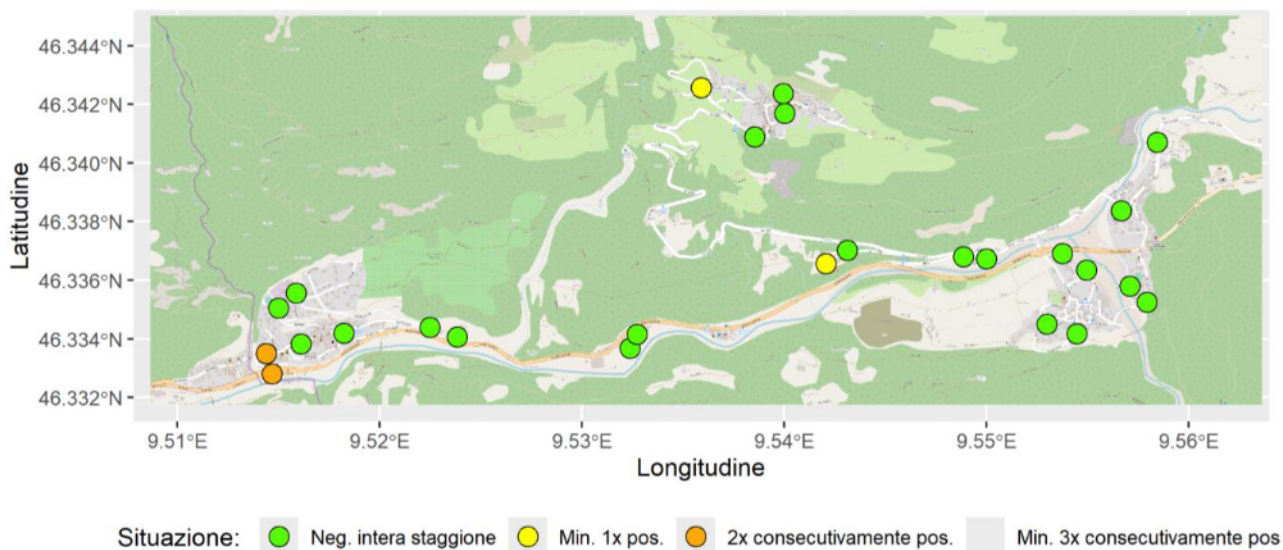 46.344°N
46.342°N
46.340°N
46.338°N
46.336°N
46.334°N
46.332°N
Latitudine
9.51°E 9.52°E 9.53°E 9.54°E 9.55°E 9.56°E
Longitudine
Situazione: Neg. intera staggione Min. 1x pos. 2x consecutivamente pos. Min. 3x consecutivamente pos